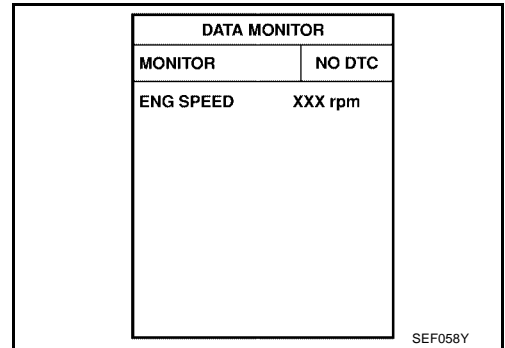 DATA MONITOR
MONITOR NO DTC
ENG SPEED XXX rpm
SEF058Y